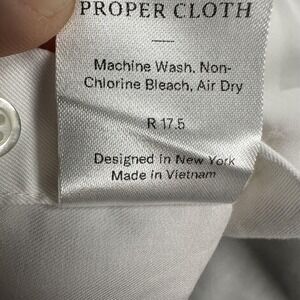 PROPER CLOTH
Machine Wash, Non-
Chlorine Bleach, Air Dry
R 17.5
Designed in New York
Made in Vietnam